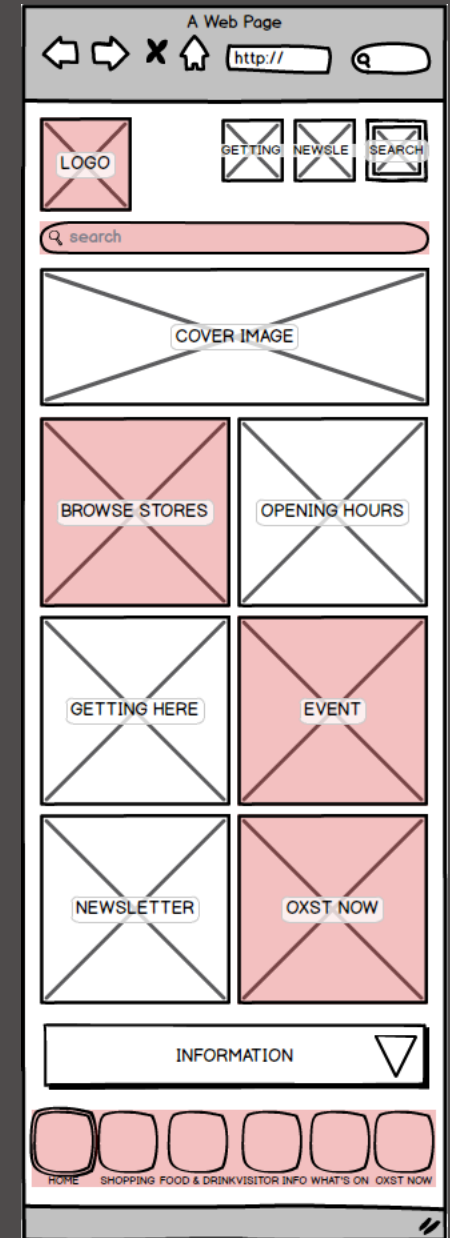 A Web Page
http://
LOGO
GETTING
NEWSLE
SEARCH
search
COVER IMAGE
BROWSE STORES
OPENING HOURS
GETTING HERE
EVENT
NEWSLETTER
OXST NOW
INFORMATION
HOME
SHOPPING
FOOD & DRINK
VISITOR INFO
WHAT'S ON
OXST NOW